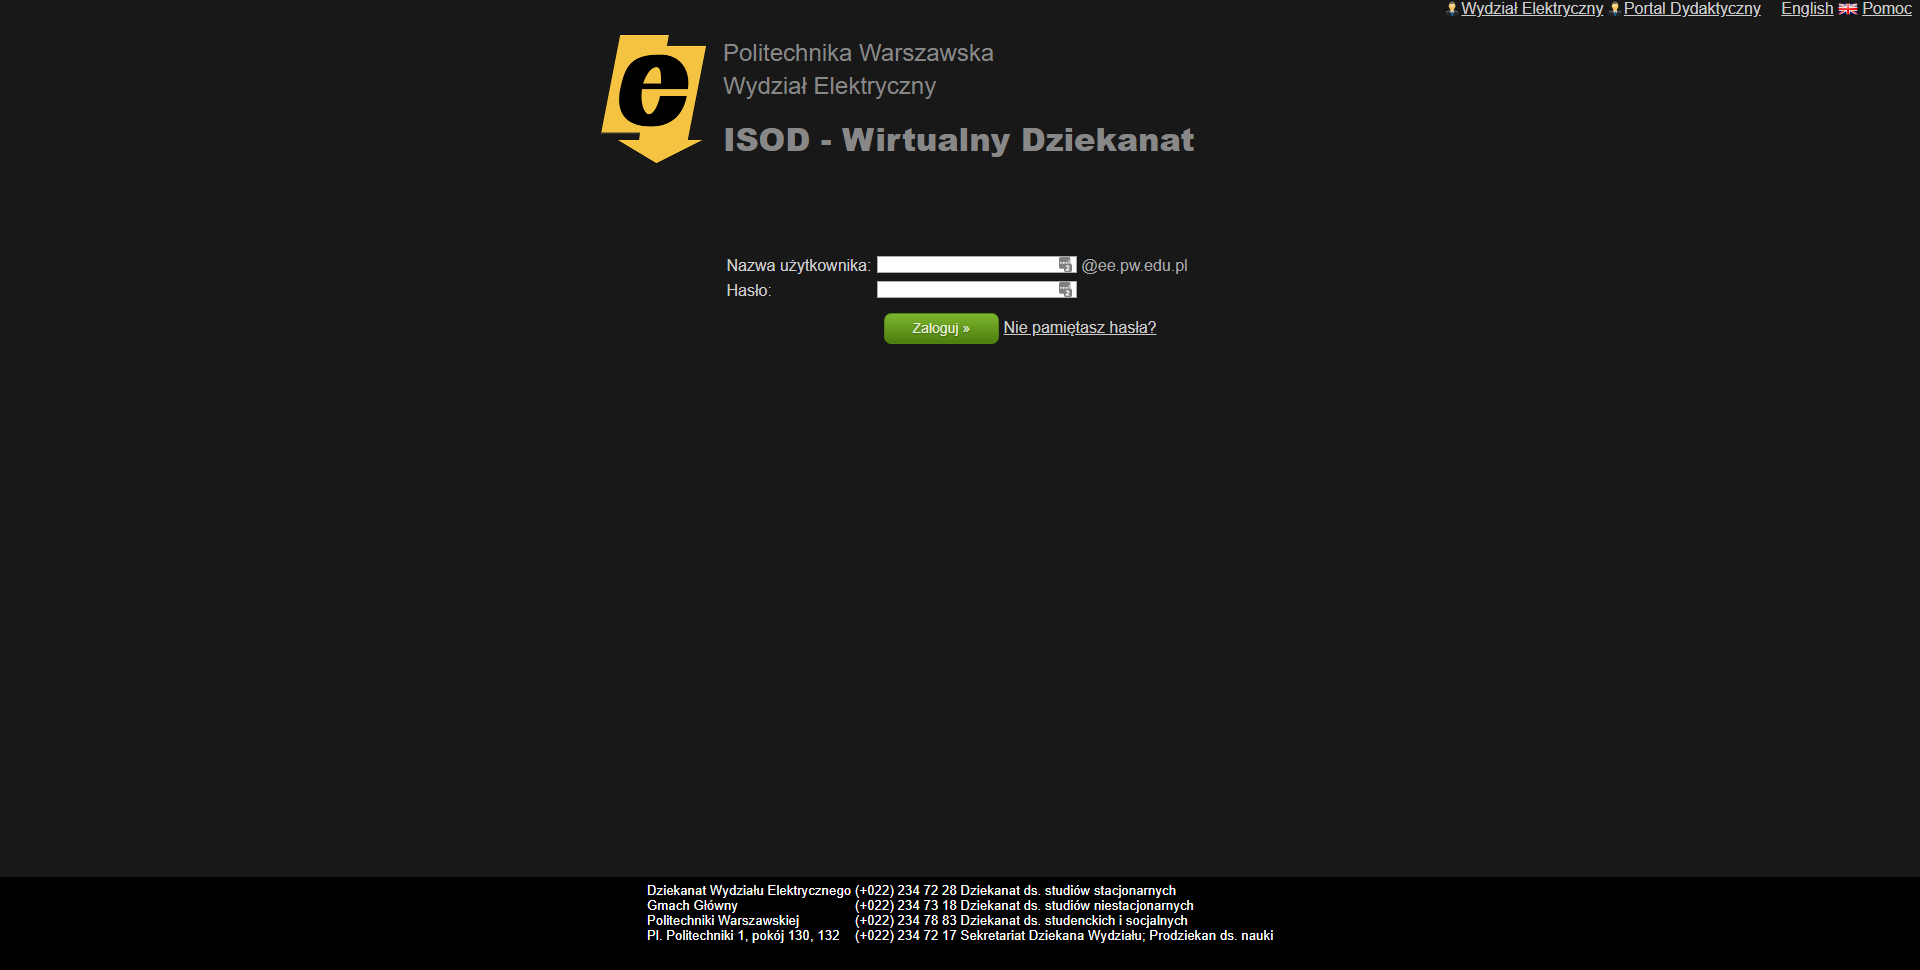 Wydział Elektryczny Portal Dydaktyczny English Pomoc
e
Politechnika Warszawska
Wydział Elektryczny
ISOD - Wirtualny Dziekanat
Nazwa użytkownika: @ee.pw.edu.pl
Hasło:
Zaloguj » Nie pamiętasz hasła?
Dziekanat Wydziału Elektrycznego (+022) 234 72 28 Dziekanat ds. studiów stacjonarnych
Gmach Główny (+022) 234 73 18 Dziekanat ds. studiów niestacjonarnych
Politechniki Warszawskiej (+022) 234 78 83 Dziekanat ds. studenckich i socjalnych
Pl. Politechniki 1, pokój 130, 132 (+022) 234 72 17 Sekretariat Dziekana Wydziału; Prodziekan ds. nauki